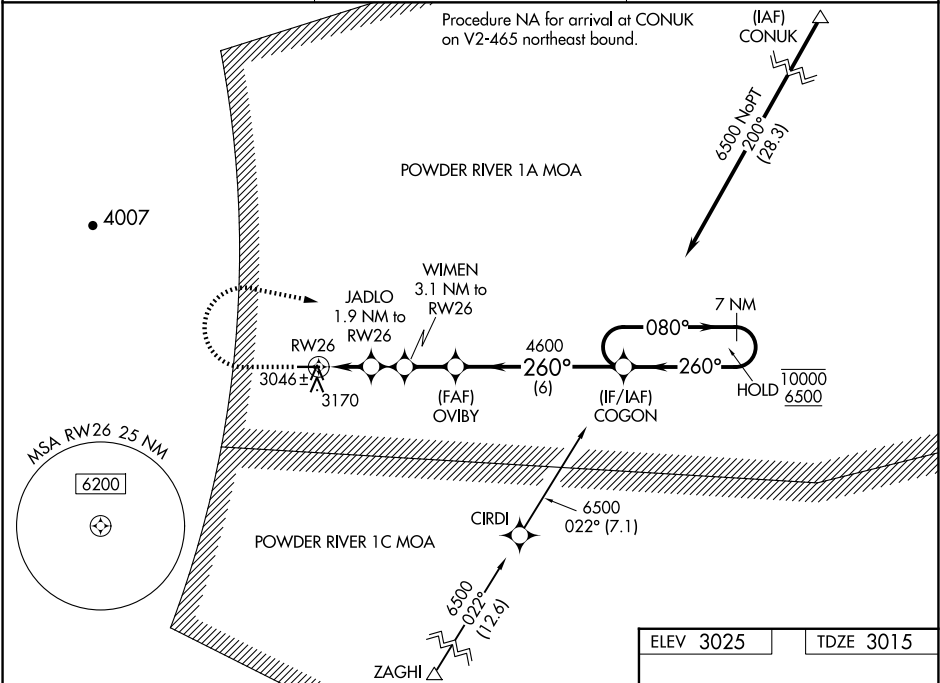 Procedure NA for arrival at CONUK
on V2-465 northeast bound.
(IAF)
CONUK
6500 NoPT
200°
(28.3)
POWDER RIVER 1A MOA
4007
WIMEN
3.1 NM to
RW26
JADLO
1.9 NM to
RW26
7 NM
080°
RW26
4600
260°
(6)
260°
HOLD
10000
6500
3046±
3170
(FAF)
OVIBY
(IF/IAF)
COGON
MSA RW26 25 NM
6200
CIRDI
6500
022° (7.1)
POWDER RIVER 1C MOA
6500
022°
(12.6)
ZAGHI
ELEV 3025
TDZE 3015